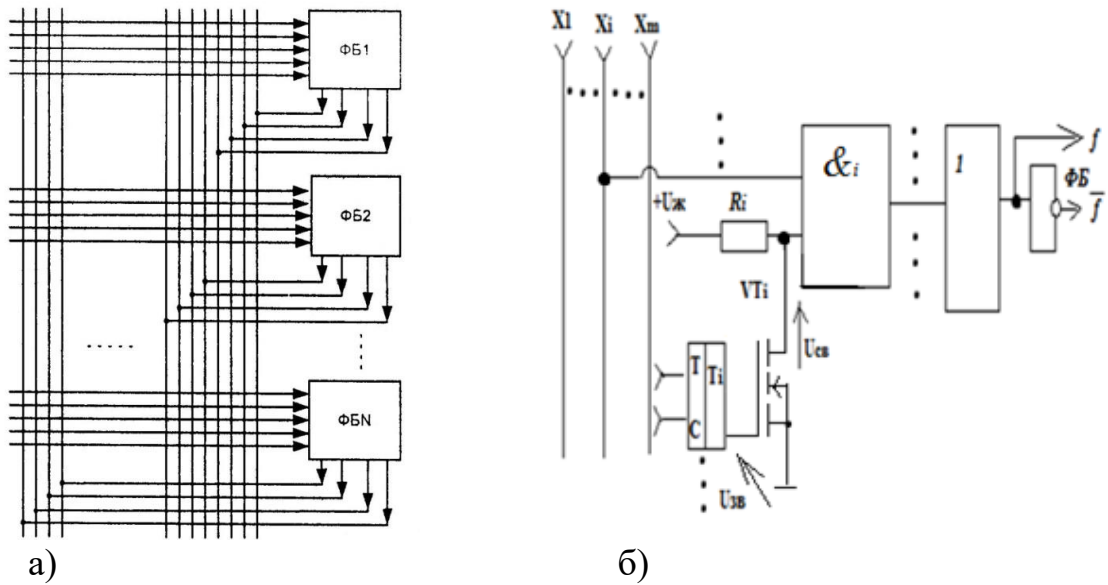 ФБ1
ФБ2
ФБN
а)
X1 Xi Xm
&i
1
f
ФБ
f̅
+Uж
Ri
VTi
Uсв
T Ti
C
Uзв
б)